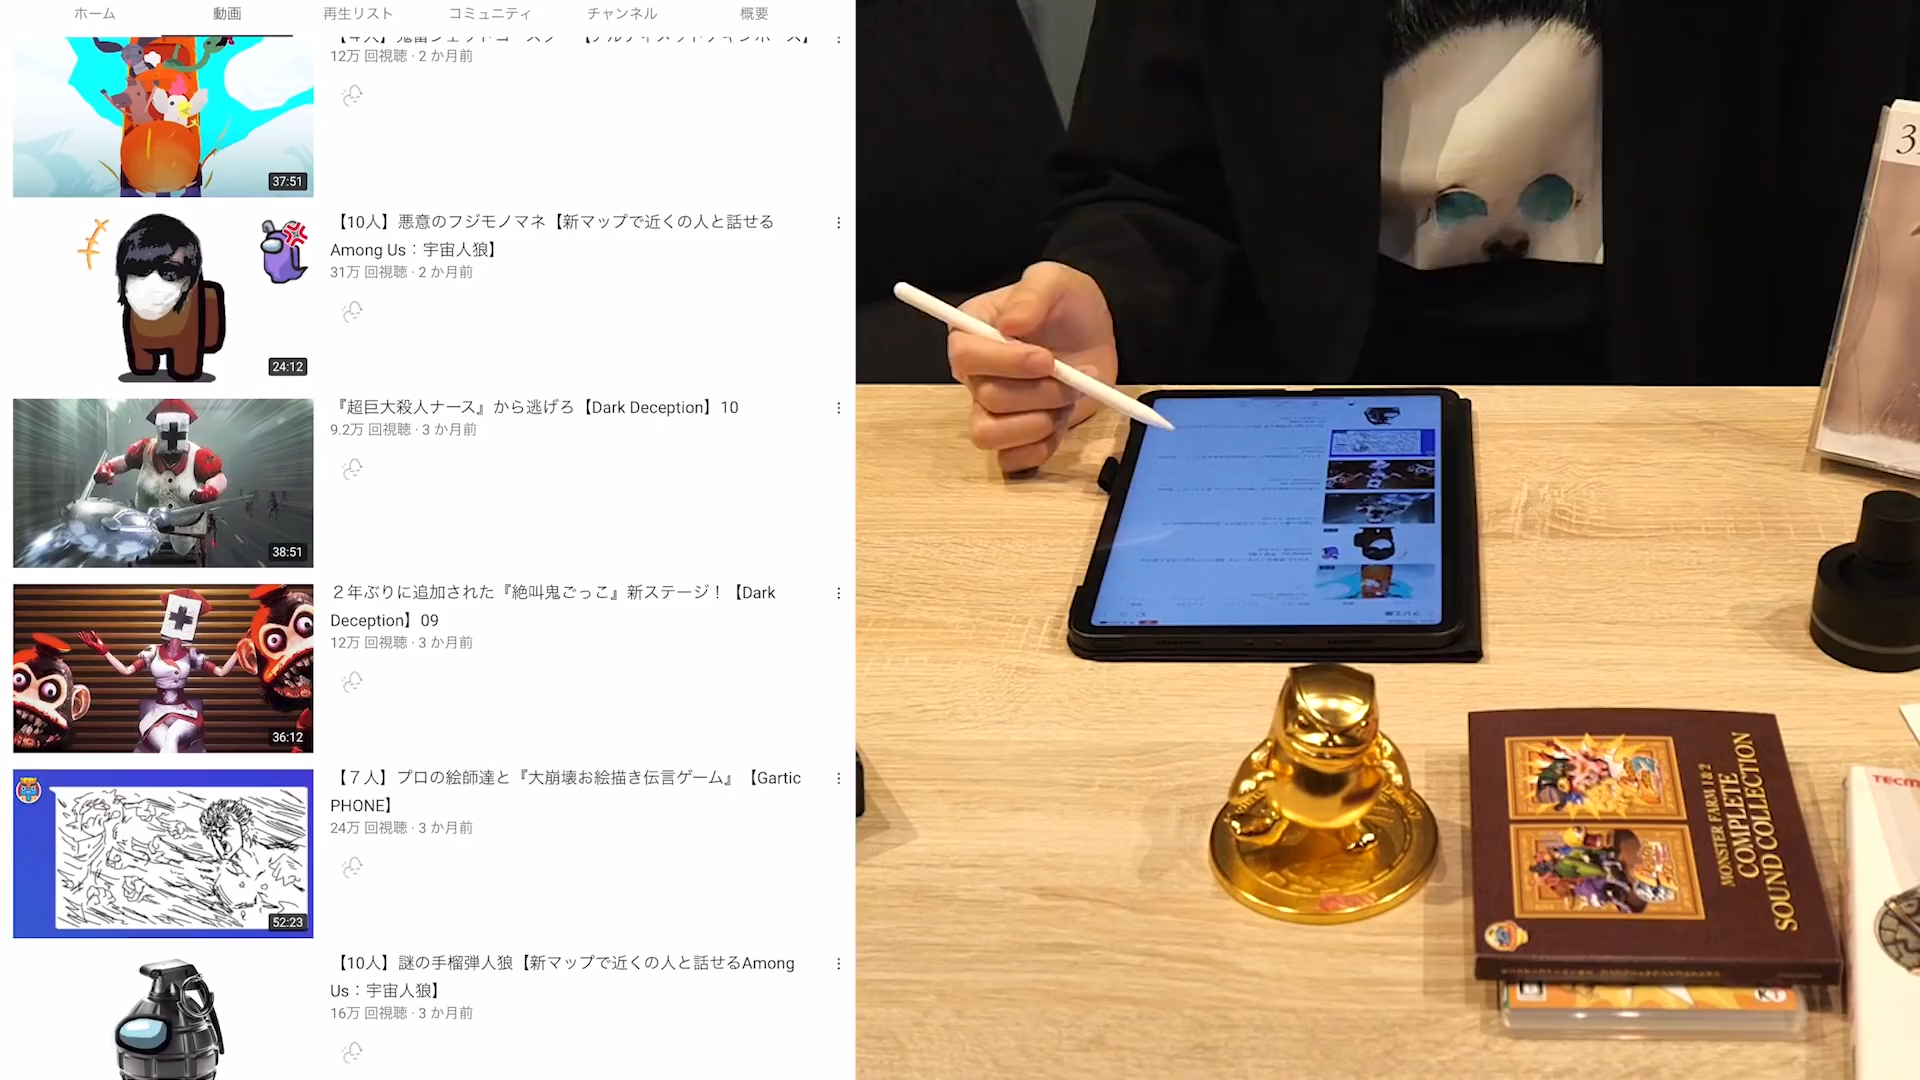 ホーム
動画
再生リスト
コミュニティ
チャンネル
概要
12万 回視聴・2 か月前
37:51
【10人】悪意のフジモノマネ【新マップで近くの人と話せる
Among Us：宇宙人狼】
31万 回視聴・2 か月前
24:12
『超巨大殺人ナース』から逃げろ【Dark Deception】10
9.2万 回視聴・3 か月前
38:51
２年ぶりに追加された『絶叫鬼ごっこ』新ステージ！【Dark
Deception】09
12万 回視聴・3 か月前
36:12
【７人】プロの絵師達と『大崩壊お絵描き伝言ゲーム』【Gartic
PHONE】
24万 回視聴・3 か月前
52:23
【10人】謎の手榴弾人狼【新マップで近くの人と話せるAmong
Us：宇宙人狼】
16万 回視聴・3 か月前
MONSTER FARM 1 & 2
COMPLETE
SOUND COLLECTION